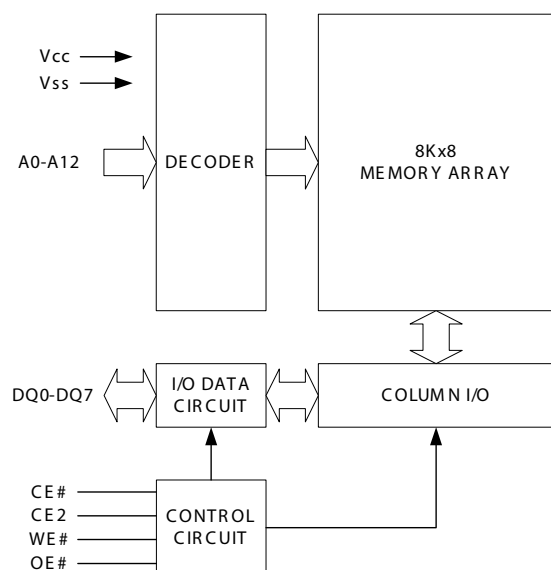 Vcc
Vss
A0-A12
DECODER
8Kx8
MEMORY ARRAY
DQ0-DQ7
I/O DATA
CIRCUIT
COLUMN I/O
CE#
CE2
WE#
OE#
CONTROL
CIRCUIT